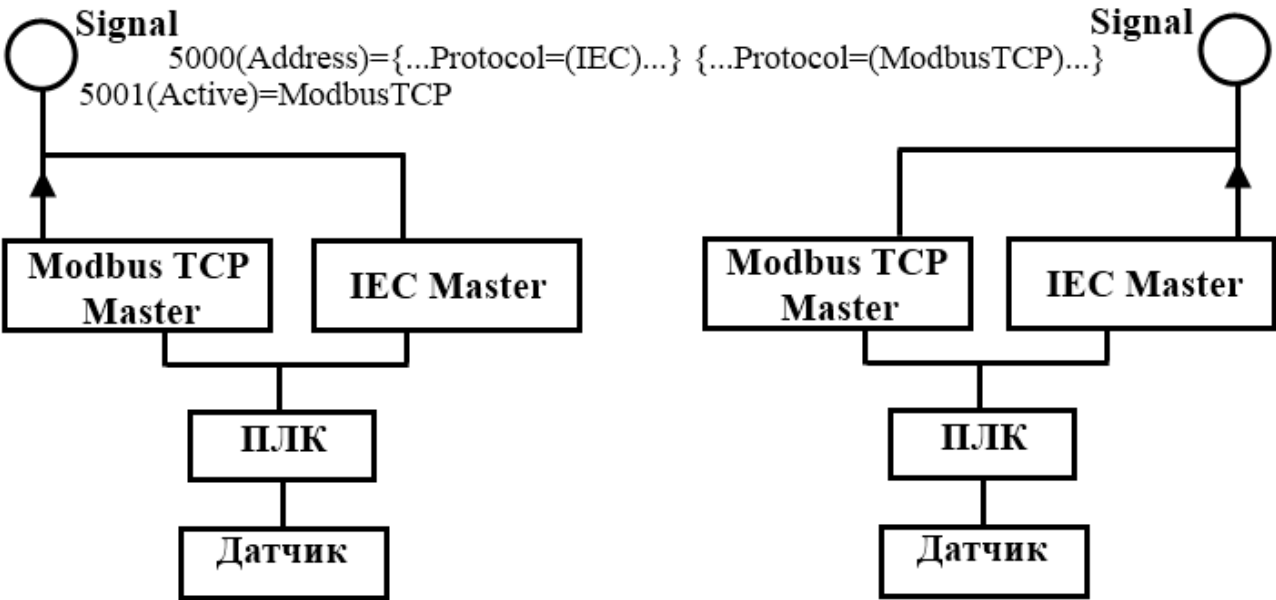 Signal
Signal
5000(Address)={...Protocol=(IEC)...} {...Protocol=(ModbusTCP)...}
5001(Active)=ModbusTCP
Modbus TCP
Master
IEC Master
Modbus TCP
Master
IEC Master
ПЛК
ПЛК
Датчик
Датчик